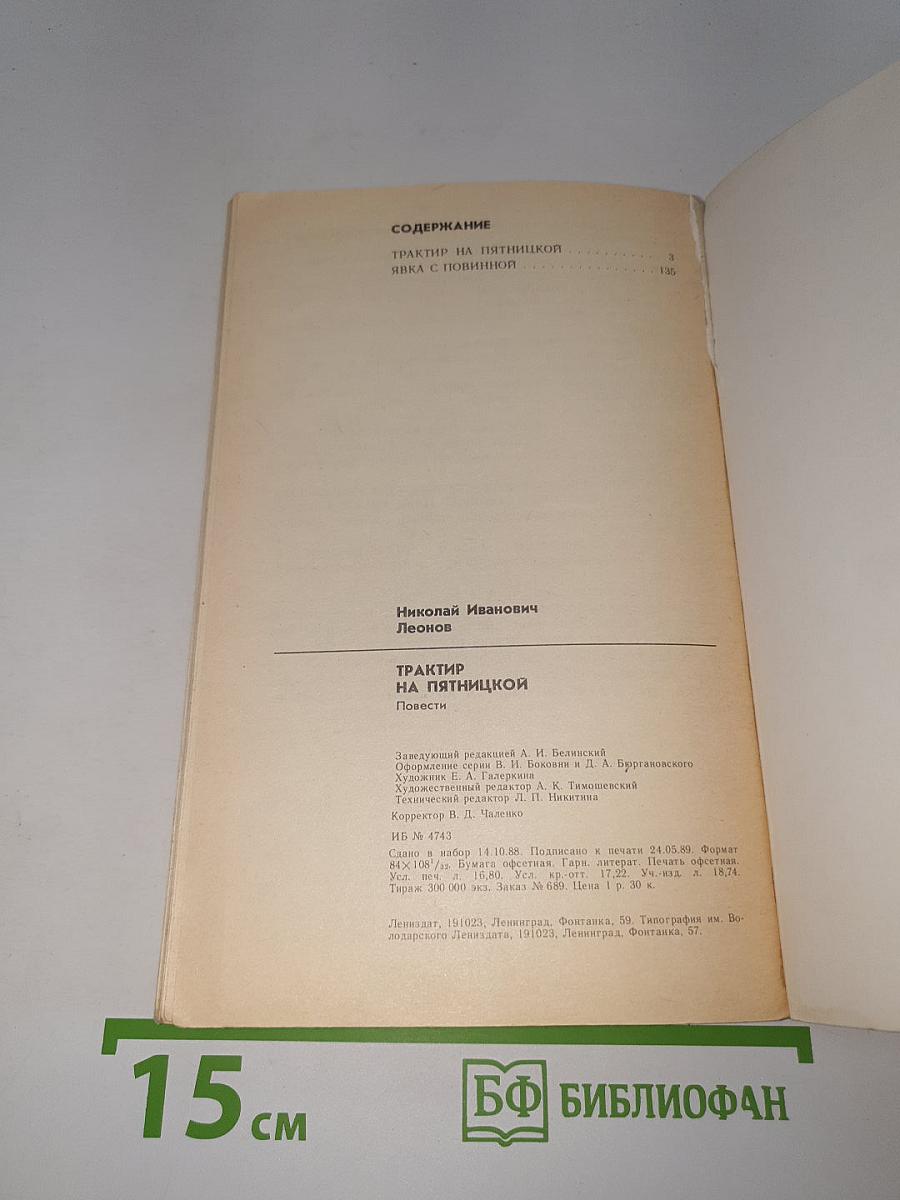 СОДЕРЖАНИЕ
ТРАКТИР НА ПЯТНИЦКОЙ . . . . . . . . . . 3
ЯВКА С ПОВИННОЙ . . . . . . . . . . . . . . . 135
Николай Иванович
Леонов
ТРАКТИР
НА ПЯТНИЦКОЙ
Повести
Заведующий редакцией А. И. Белинский
Оформление серии В. И. Боковни и Д. А. Бюргановского
Художник Е. А. Галеркина
Художественный редактор А. К. Тимошевский
Технический редактор Л. П. Никитина
Корректор В. Д. Чаленко
ИБ № 4743
Сдано в набор 14.10.88. Подписано к печати 24.05.89. Формат
84×108¹/₃₂. Бумага офсетная. Гарн. литерат. Печать офсетная.
Усл. печ. л. 16,80. Усл. кр.-отт. 17,22. Уч.-изд. л. 18,74.
Тираж 300 000 экз. Заказ № 689. Цена 1 р. 30 к.
Лениздат, 191023, Ленинград, Фонтанка, 59. Типография им. Во-
лодарского Лениздата, 191023, Ленинград, Фонтанка, 57.
15 см
БФ БИБЛИОФАН